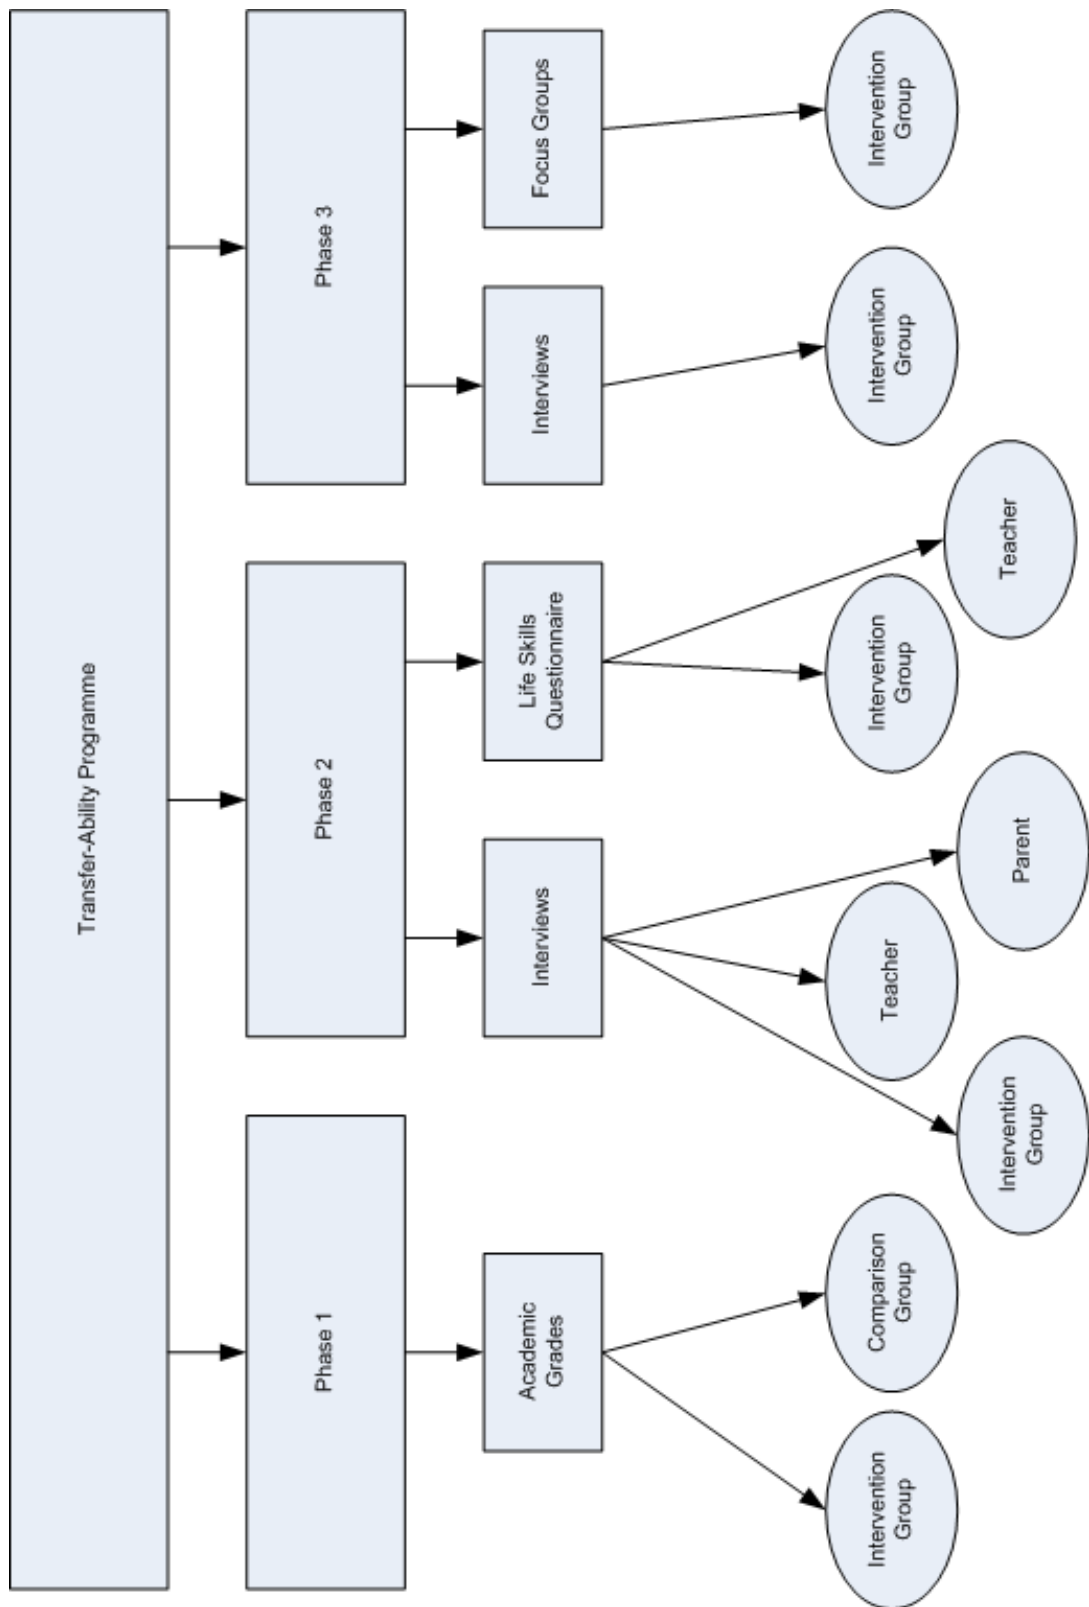 Transfer-Ability Programme
Phase 1
Phase 2
Phase 3
Academic
Grades
Interviews
Life Skills
Questionnaire
Interviews
Focus Groups
Intervention
Group
Comparison
Group
Intervention
Group
Teacher
Parent
Intervention
Group
Teacher
Intervention
Group
Intervention
Group